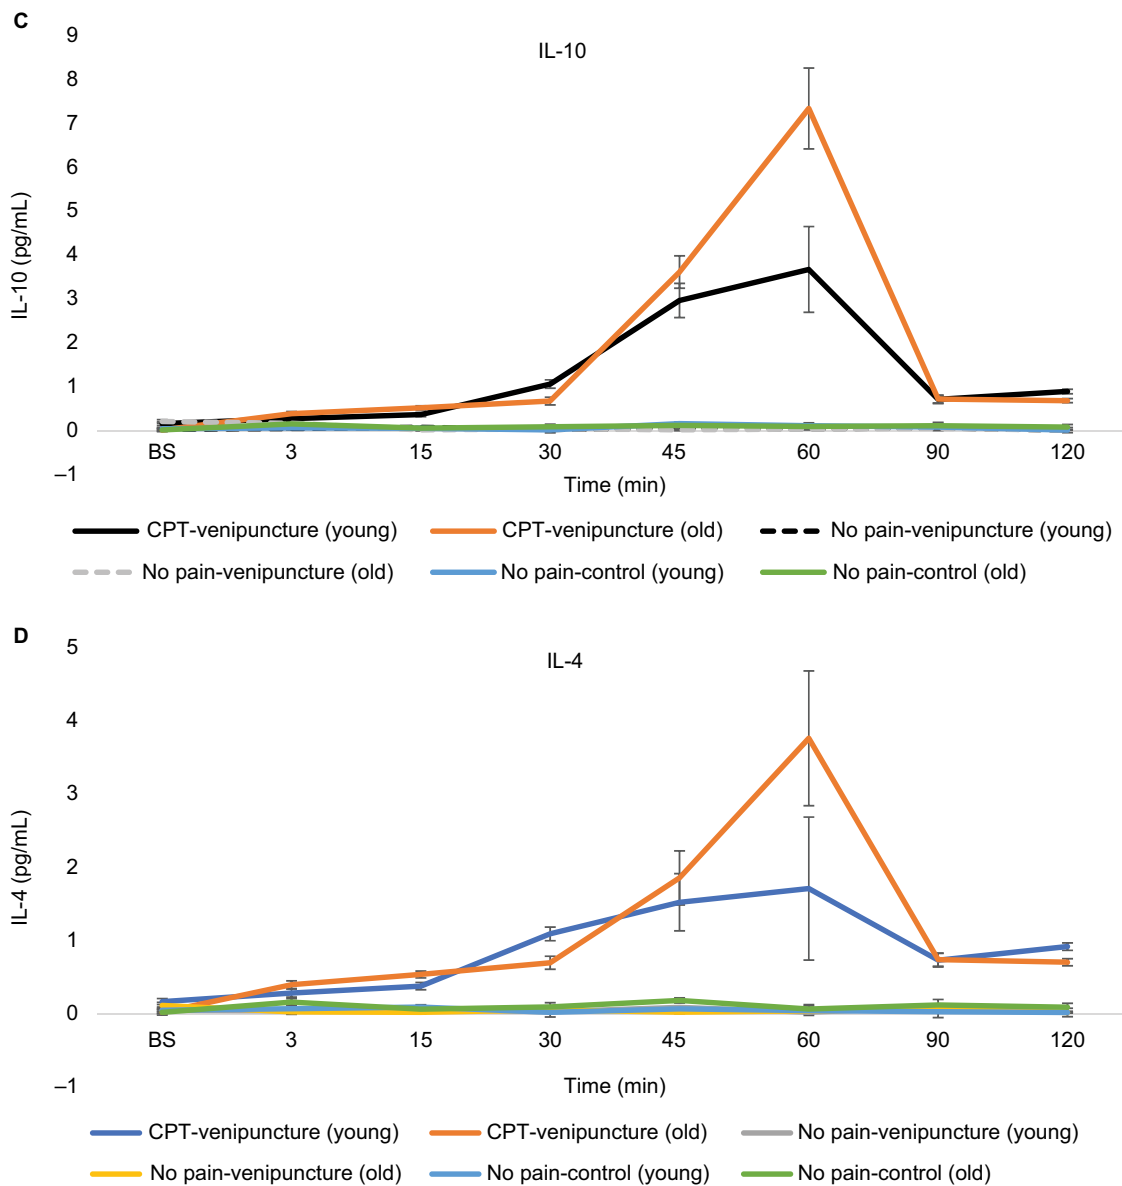 C
IL-10
9
8
7
6
5
4
3
2
1
0
–1
IL-10 (pg/mL)
BS 3 15 30 45 60 90 120
Time (min)
CPT-venipuncture (young) CPT-venipuncture (old) No pain-venipuncture (young)
No pain-venipuncture (old) No pain-control (young) No pain-control (old)
D
IL-4
5
4
3
2
1
0
–1
IL-4 (pg/mL)
BS 3 15 30 45 60 90 120
Time (min)
CPT-venipuncture (young) CPT-venipuncture (old) No pain-venipuncture (young)
No pain-venipuncture (old) No pain-control (young) No pain-control (old)